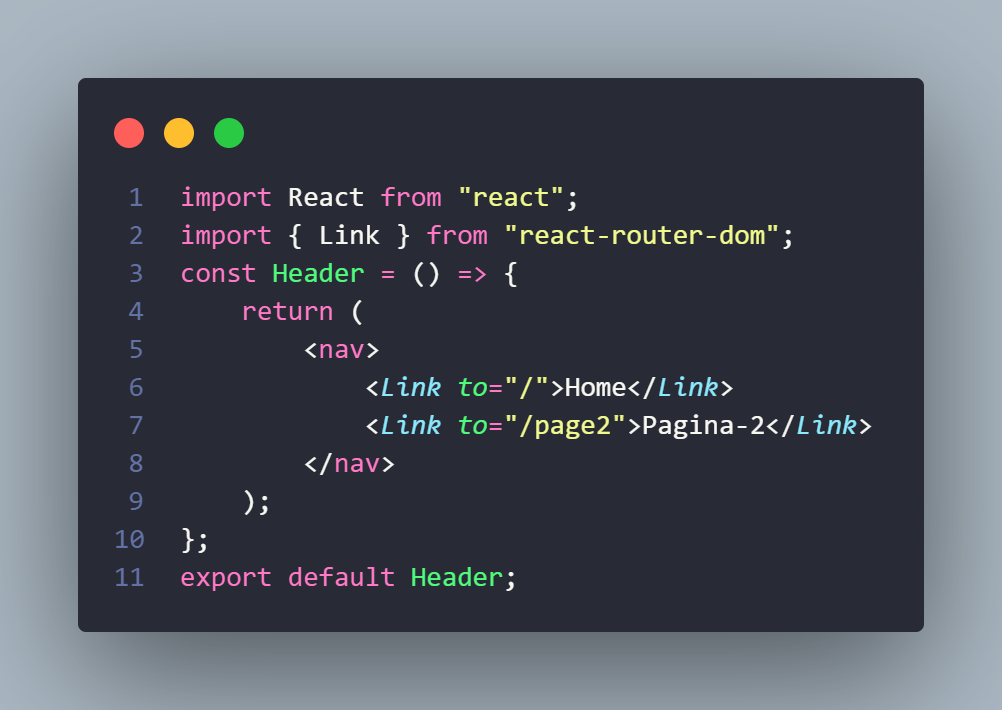 1 import React from "react";
2 import { Link } from "react-router-dom";
3 const Header = () => {
4     return (
5         <nav>
6             <Link to="/">Home</Link>
7             <Link to="/page2">Pagina-2</Link>
8         </nav>
9     );
10 };
11 export default Header;